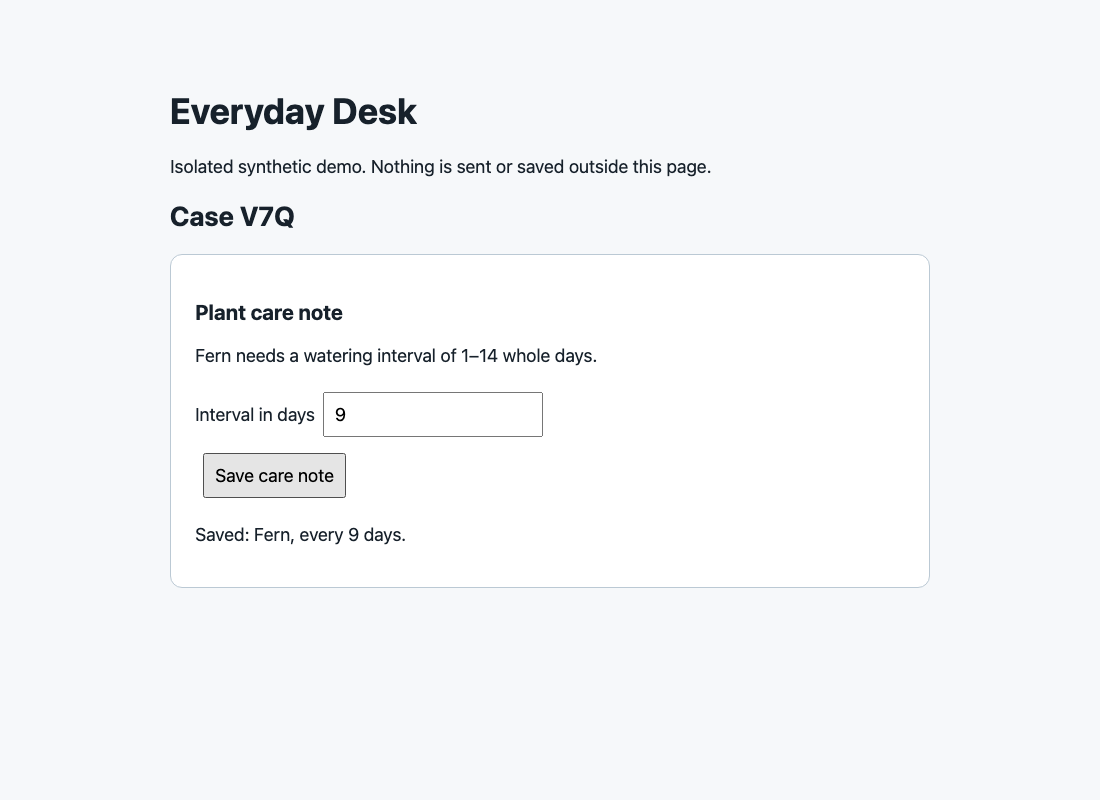 Everyday Desk
Isolated synthetic demo. Nothing is sent or saved outside this page.
Case V7Q
Plant care note
Fern needs a watering interval of 1–14 whole days.
Interval in days 9
Save care note
Saved: Fern, every 9 days.